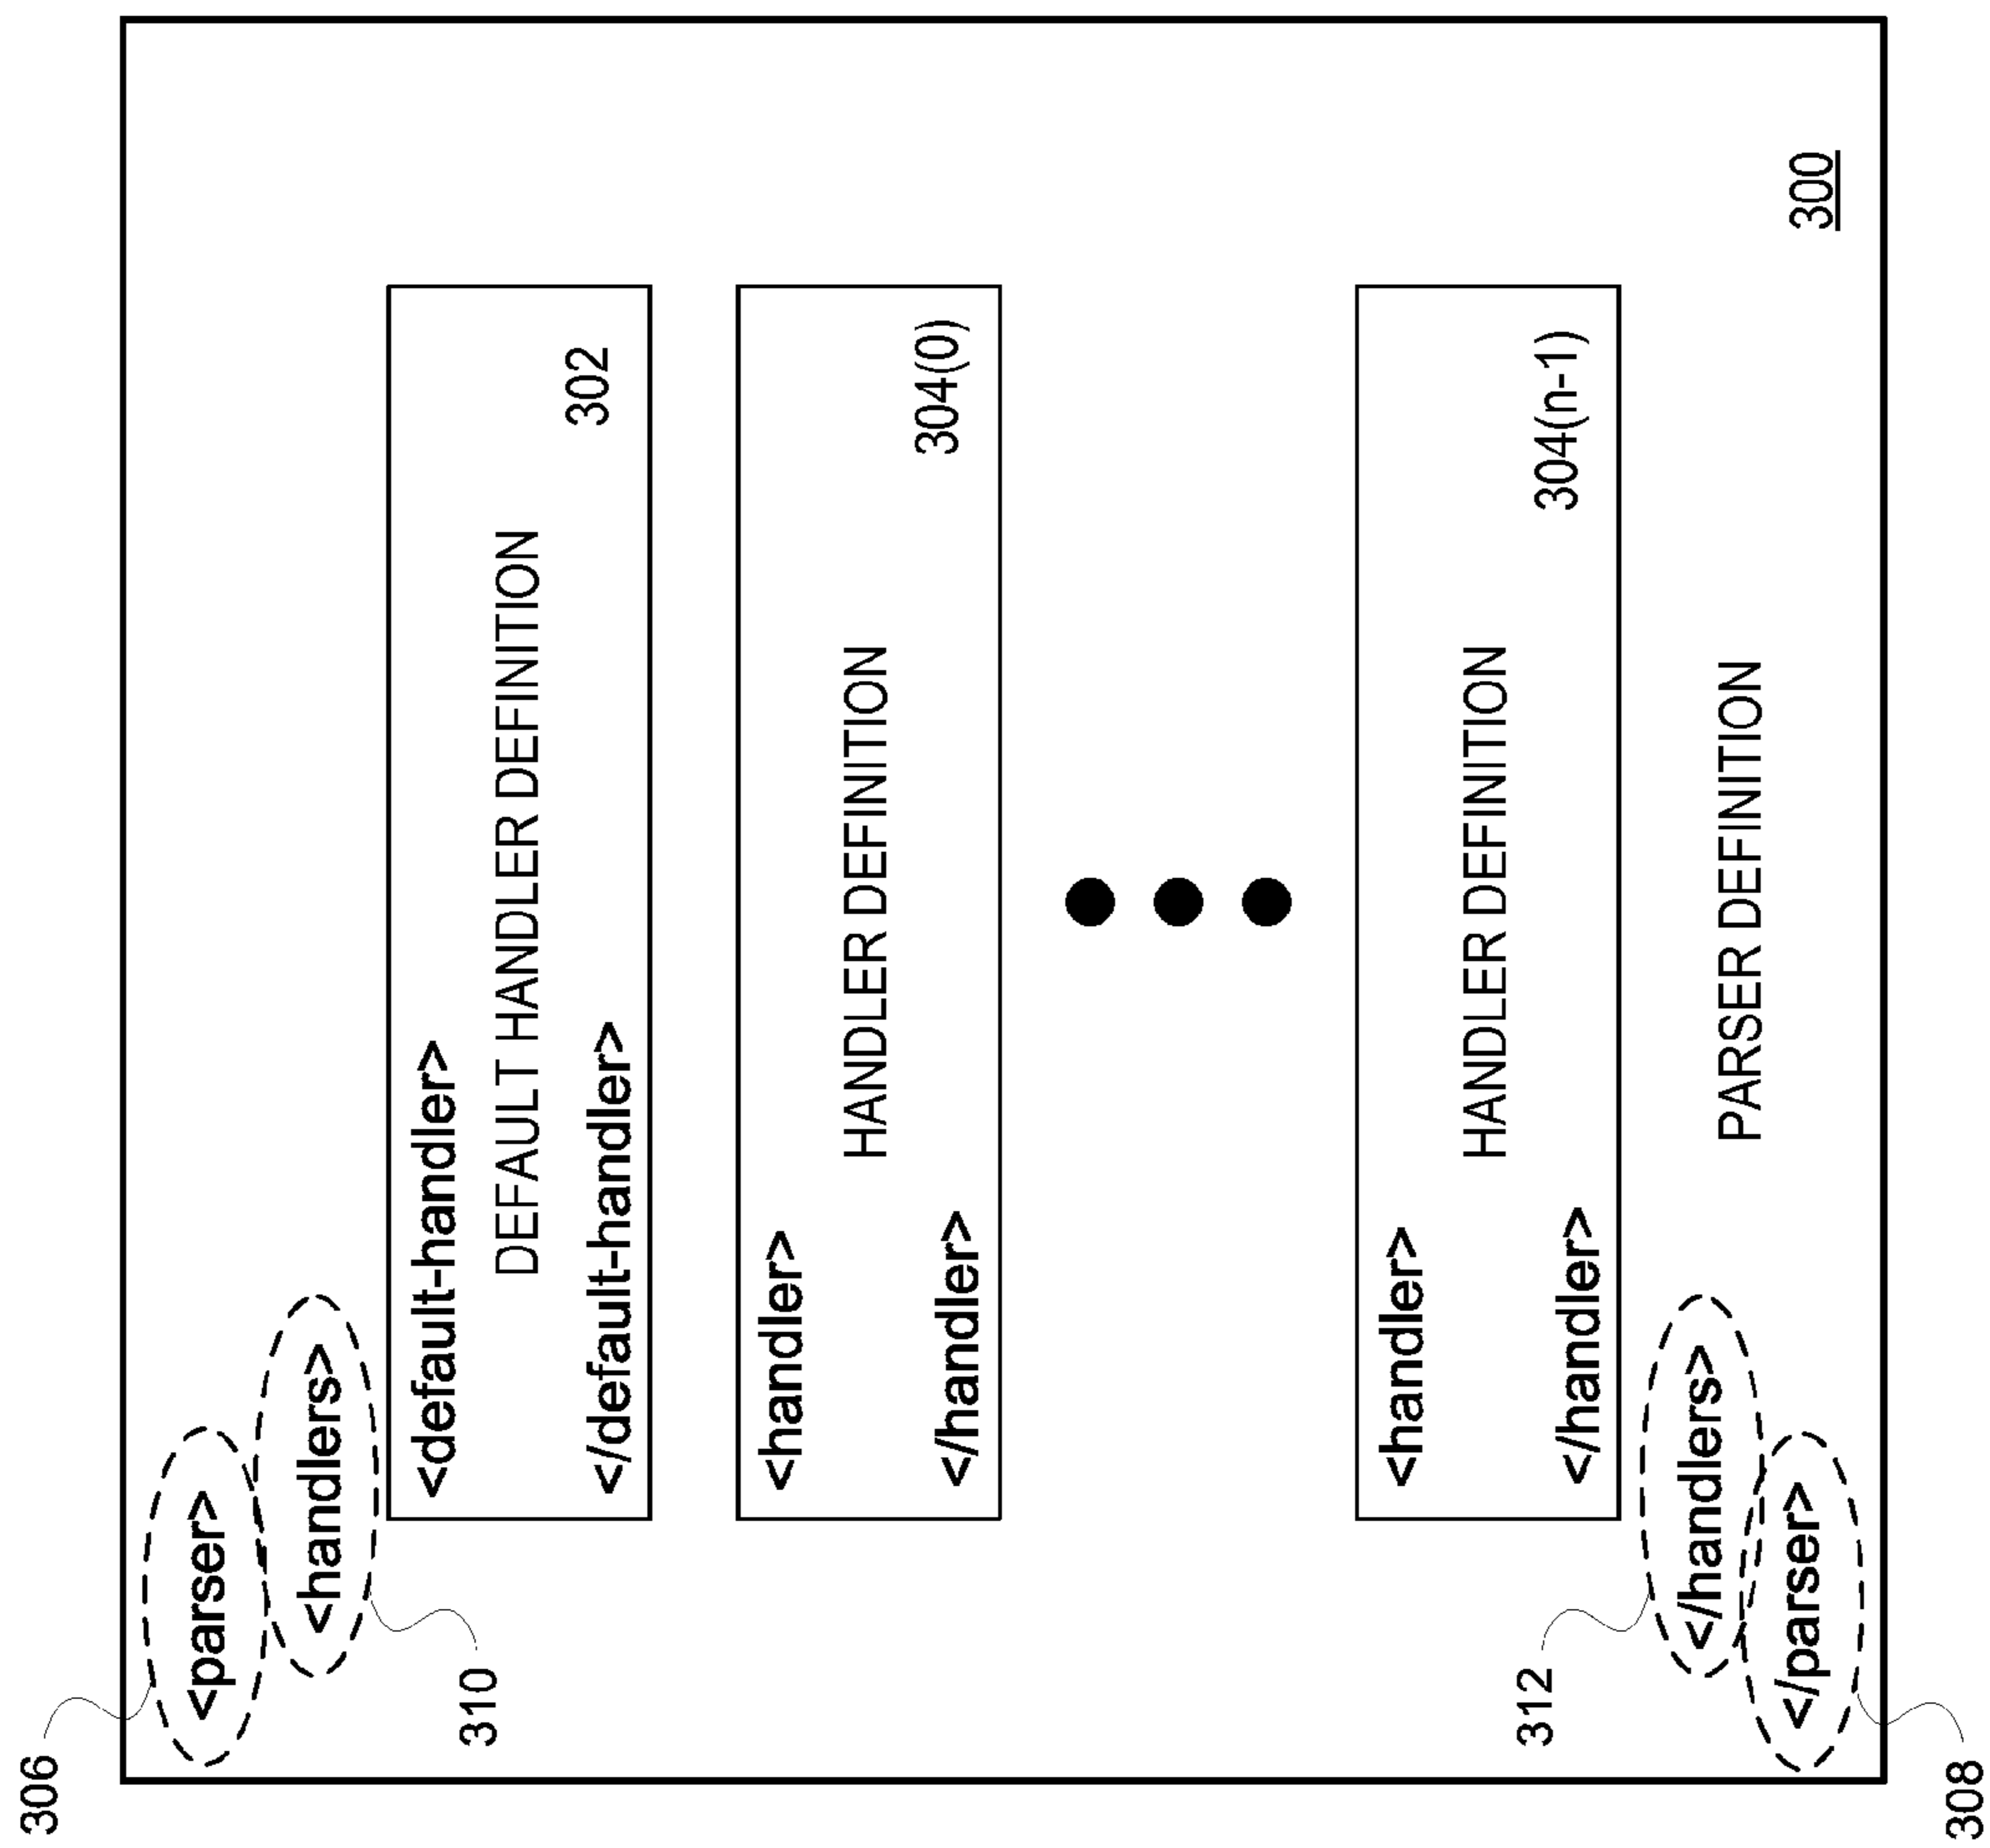 306
<parser>
<handlers>
310
<default-handler>
DEFAULT HANDLER DEFINITION
302
</default-handler>
<handler>
HANDLER DEFINITION
304(0)
</handler>
<handler>
HANDLER DEFINITION
304(n-1)
</handler>
312
</handlers>
PARSER DEFINITION
</parser>
300
308